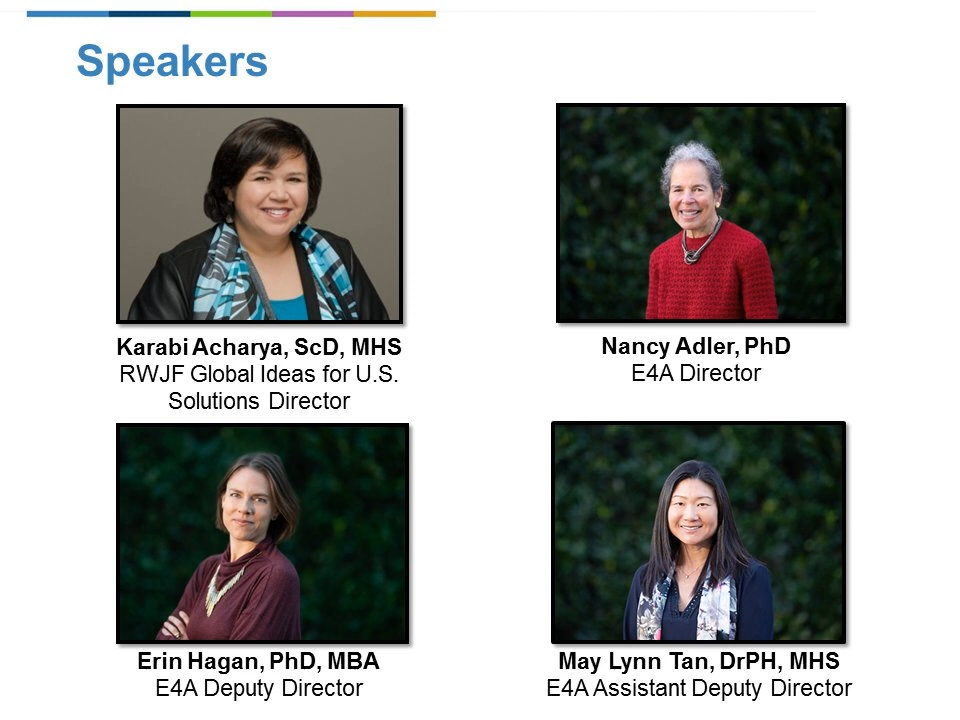 Speakers
Karabi Acharya, ScD, MHS
RWJF Global Ideas for U.S.
Solutions Director
Nancy Adler, PhD
E4A Director
Erin Hagan, PhD, MBA
E4A Deputy Director
May Lynn Tan, DrPH, MHS
E4A Assistant Deputy Director